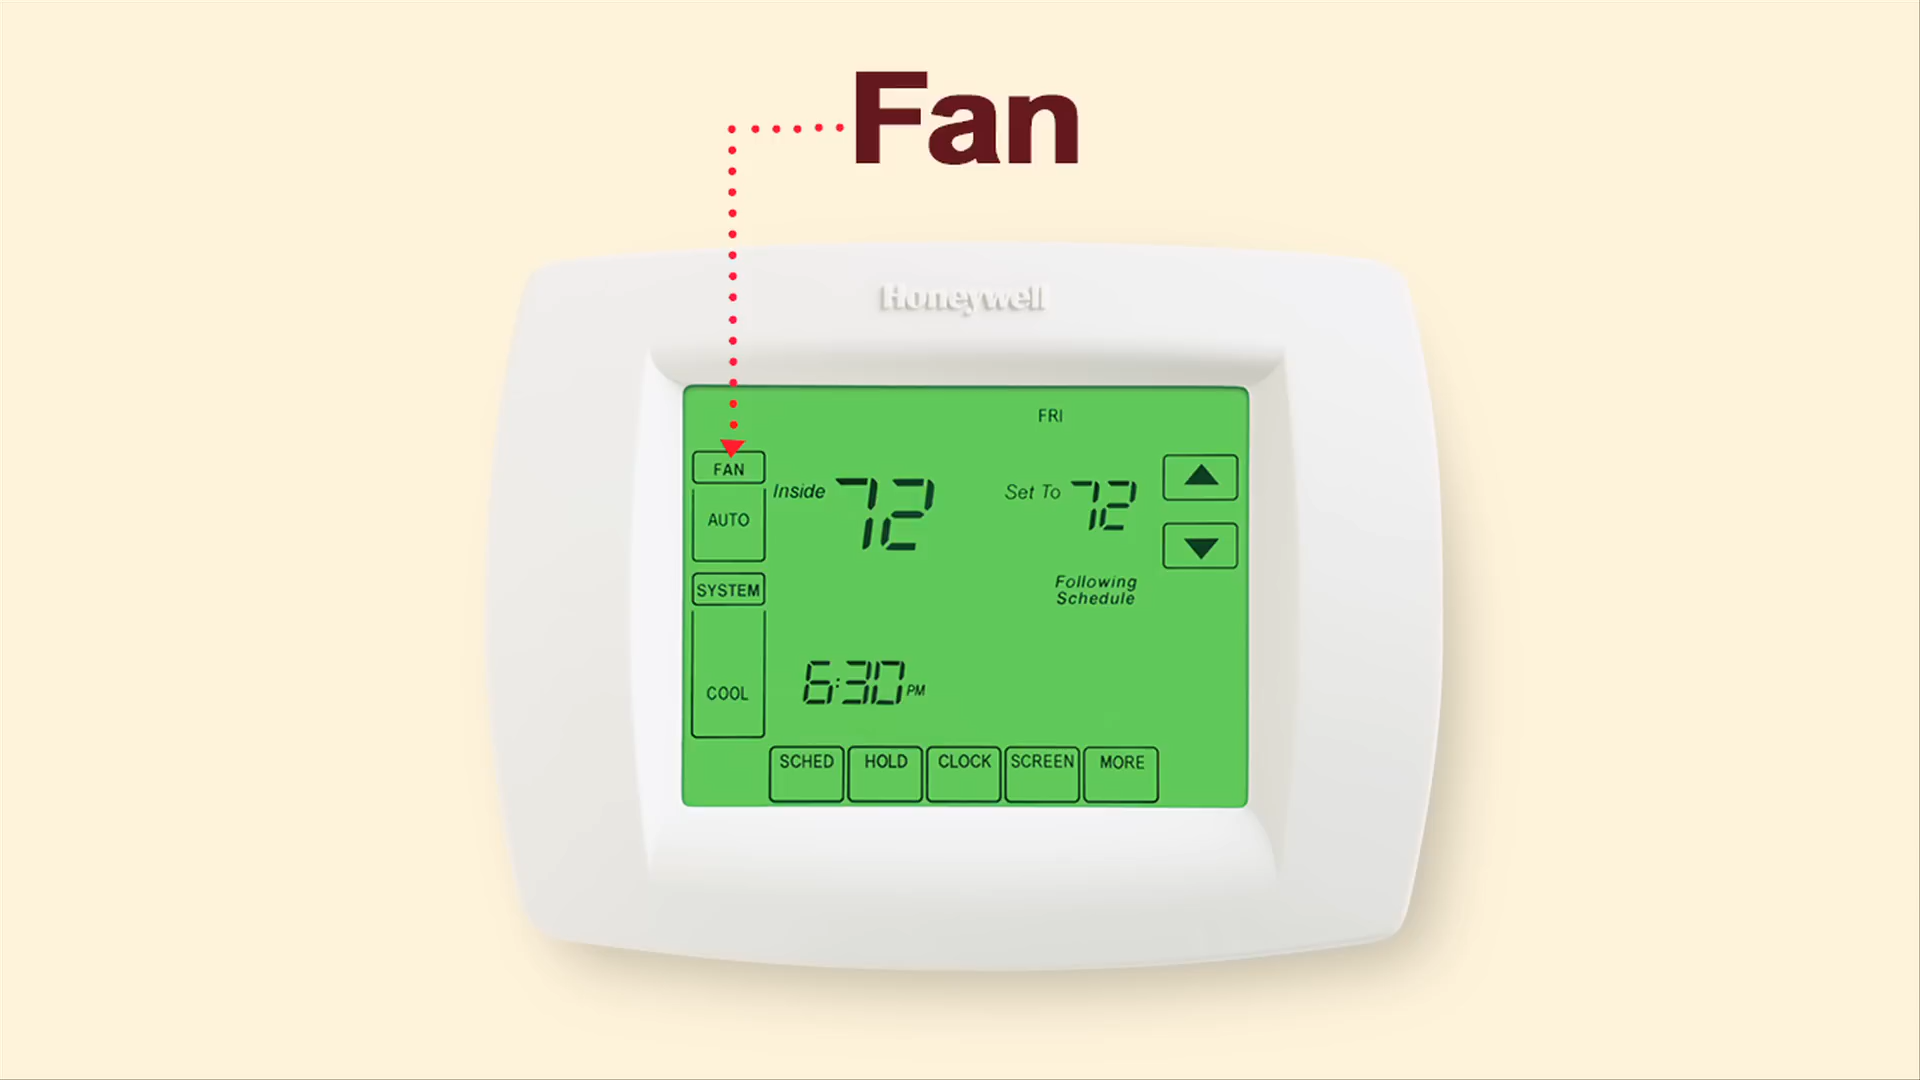 Fan
Honeywell
FRI
FAN
Inside 72 Set To 72
AUTO
SYSTEM
Following
Schedule
COOL
6:30 PM
SCHED HOLD CLOCK SCREEN MORE